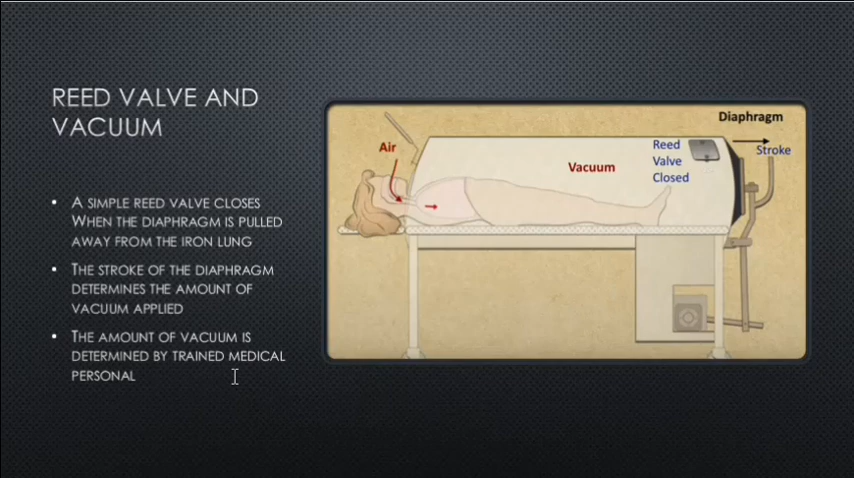 REED VALVE AND
VACUUM
• A SIMPLE REED VALVE CLOSES
WHEN THE DIAPHRAGM IS PULLED
AWAY FROM THE IRON LUNG
• THE STROKE OF THE DIAPHRAGM
DETERMINES THE AMOUNT OF
VACUUM APPLIED
• THE AMOUNT OF VACUUM IS
DETERMINED BY TRAINED MEDICAL
PERSONAL
Diaphragm
Air
Vacuum
Reed
Valve
Closed
Stroke